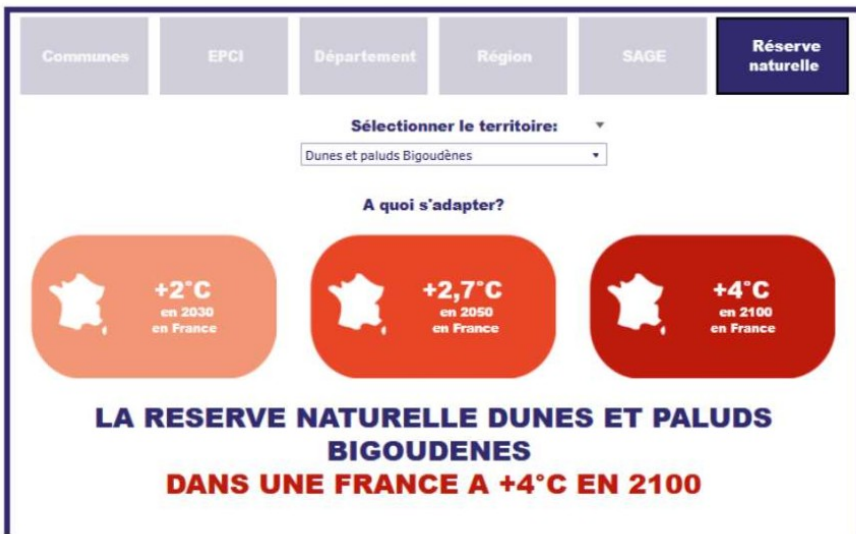 Communes
EPCI
Département
Région
SAGE
Réserve
naturelle
Sélectionner le territoire:
Dunes et paluds Bigoudènes
A quoi s'adapter?
+2°C
en 2030
en France
+2,7°C
en 2050
en France
+4°C
en 2100
en France
LA RESERVE NATURELLE DUNES ET PALUDS
BIGOUDENES
DANS UNE FRANCE A +4°C EN 2100